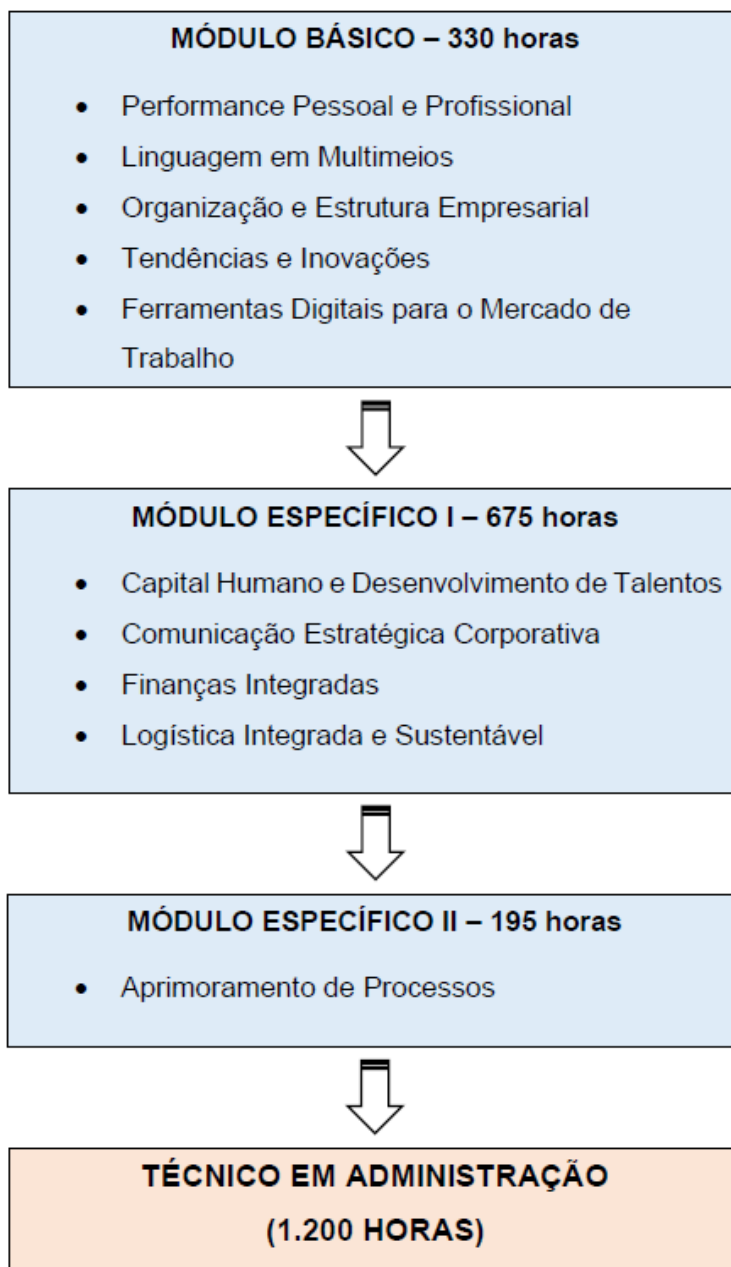 MÓDULO BÁSICO – 330 horas
• Performance Pessoal e Profissional
• Linguagem em Multimeios
• Organização e Estrutura Empresarial
• Tendências e Inovações
• Ferramentas Digitais para o Mercado de
Trabalho
MÓDULO ESPECÍFICO I – 675 horas
• Capital Humano e Desenvolvimento de Talentos
• Comunicação Estratégica Corporativa
• Finanças Integradas
• Logística Integrada e Sustentável
MÓDULO ESPECÍFICO II – 195 horas
• Aprimoramento de Processos
TÉCNICO EM ADMINISTRAÇÃO
(1.200 HORAS)